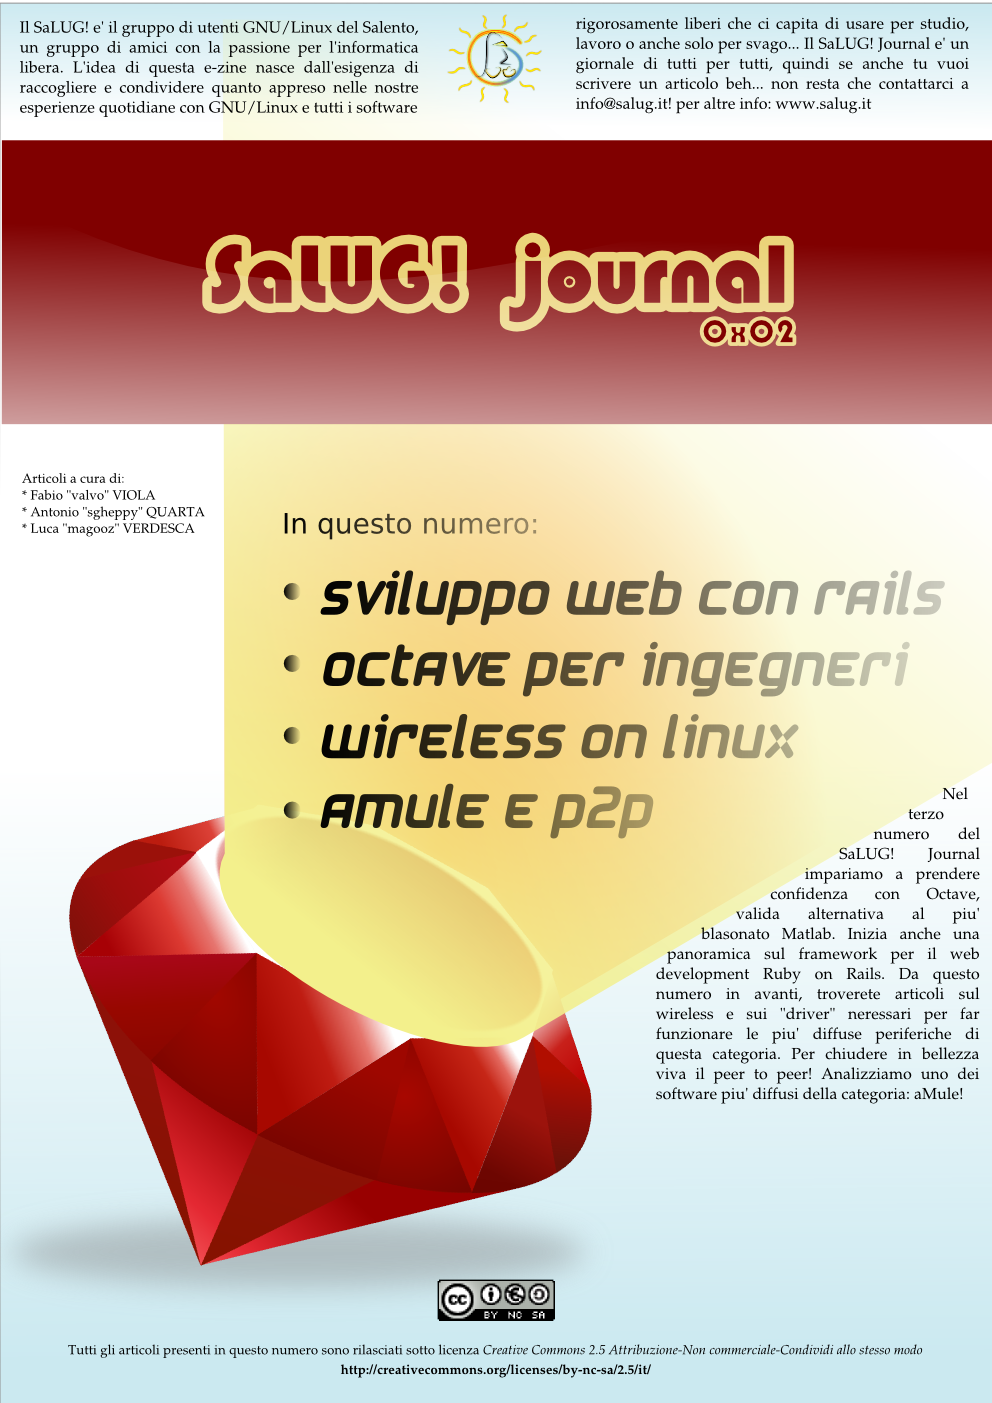 Il SaLUG! e' il gruppo di utenti GNU/Linux del Salento,
un gruppo di amici con la passione per l'informatica
libera. L'idea di questa e-zine nasce dall'esigenza di
raccogliere e condividere quanto appreso nelle nostre
esperienze quotidiane con GNU/Linux e tutti i software
rigorosamente liberi che ci capita di usare per studio,
lavoro o anche solo per svago... Il SaLUG! Journal e' un
giornale di tutti per tutti, quindi se anche tu vuoi
scrivere un articolo beh... non resta che contattarci a
info@salug.it! per altre info: www.salug.it
SaLUG! journal
0x02
Articoli a cura di:
* Fabio "valvo" VIOLA
* Antonio "sgheppy" QUARTA
* Luca "magooz" VERDESCA
In questo numero:
• sviluppo web con rails
• octave per ingegneri
• wireless on linux
• amule e p2p
Nel
terzo
numero del
SaLUG! Journal
impariamo a prendere
confidenza con Octave,
valida alternativa al piu'
blasonato Matlab. Inizia anche una
panoramica sul framework per il web
development Ruby on Rails. Da questo
numero in avanti, troverete articoli sul
wireless e sui "driver" neressari per far
funzionare le piu' diffuse periferiche di
questa categoria. Per chiudere in bellezza
viva il peer to peer! Analizziamo uno dei
software piu' diffusi della categoria: aMule!
cc BY NC SA
Tutti gli articoli presenti in questo numero sono rilasciati sotto licenza Creative Commons 2.5 Attribuzione-Non commerciale-Condividi allo stesso modo
http://creativecommons.org/licenses/by-nc-sa/2.5/it/